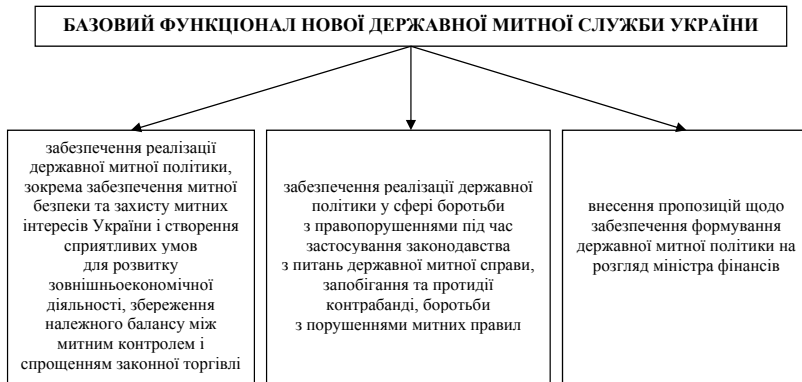 БАЗОВИЙ ФУНКЦІОНАЛ НОВОЇ ДЕРЖАВНОЇ МИТНОЇ СЛУЖБИ УКРАЇНИ
забезпечення реалізації
державної митної політики,
зокрема забезпечення митної
безпеки та захисту митних
інтересів України і створення
сприятливих умов
для розвитку
зовнішньоекономічної
діяльності, збереження
належного балансу між
митним контролем і
спрощенням законної торгівлі
забезпечення реалізації державної
політики у сфері боротьби
з правопорушеннями під час
застосування законодавства
з питань державної митної справи,
запобігання та протидії
контрабанді, боротьби
з порушеннями митних правил
внесення пропозицій щодо
забезпечення формування
державної митної політики на
розгляд міністра фінансів